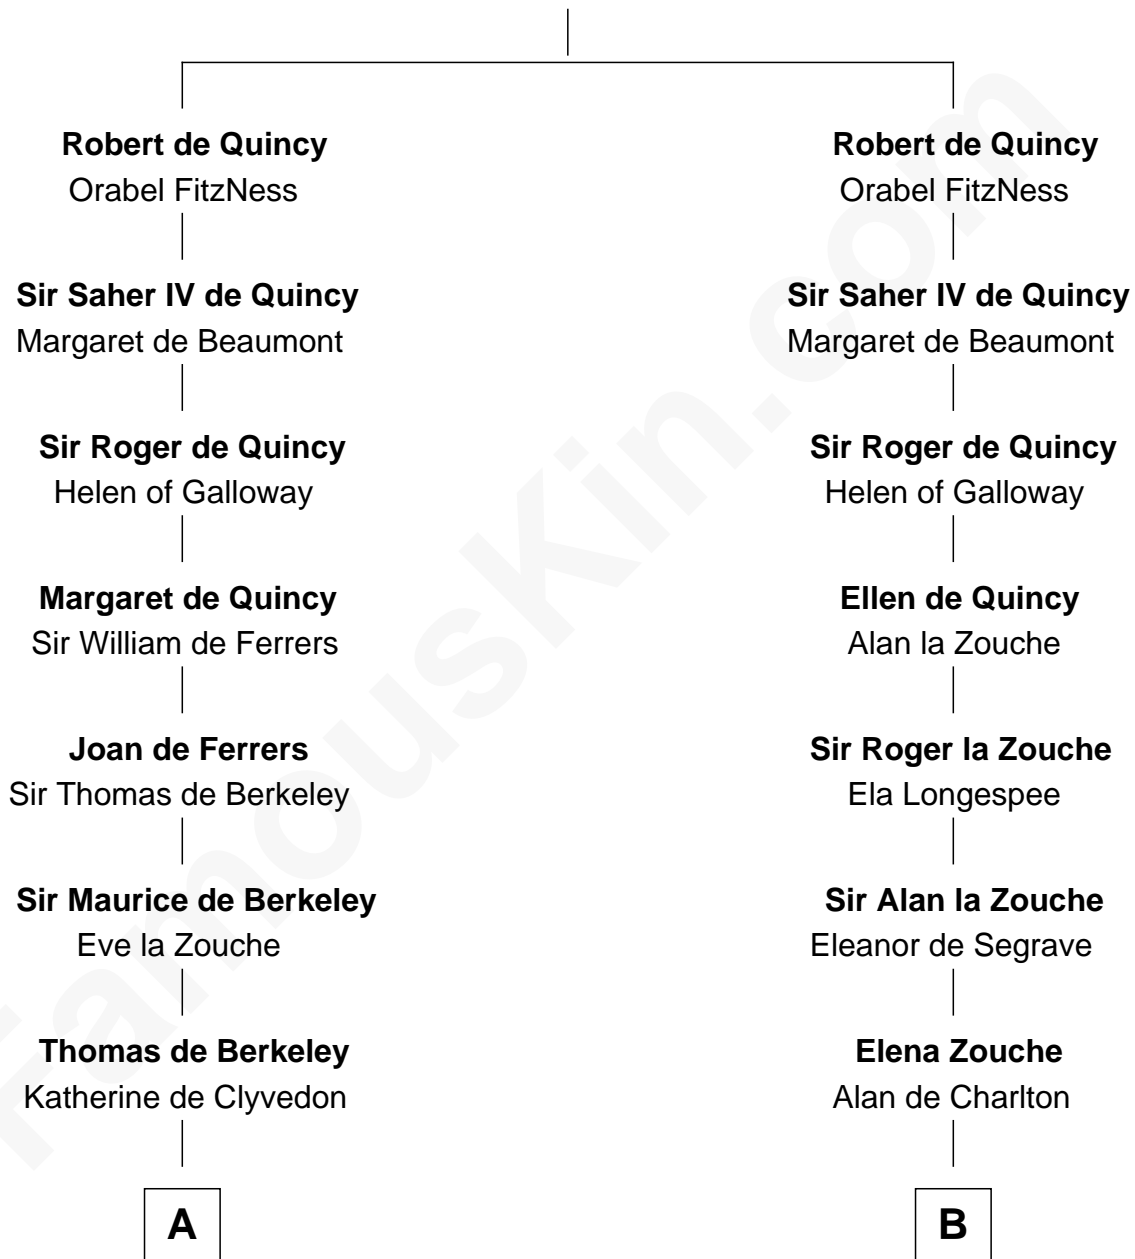 Robert de Quincy
Orabel FitzNess
Sir Saher IV de Quincy
Margaret de Beaumont
Sir Roger de Quincy
Helen of Galloway
Margaret de Quincy
Sir William de Ferrers
Joan de Ferrers
Sir Thomas de Berkeley
Sir Maurice de Berkeley
Eve la Zouche
Thomas de Berkeley
Katherine de Clyvedon
A
Robert de Quincy
Orabel FitzNess
Sir Saher IV de Quincy
Margaret de Beaumont
Sir Roger de Quincy
Helen of Galloway
Ellen de Quincy
Alan la Zouche
Sir Roger la Zouche
Ela Longespee
Sir Alan la Zouche
Eleanor de Segrave
Elena Zouche
Alan de Charlton
B
FamousKin.com